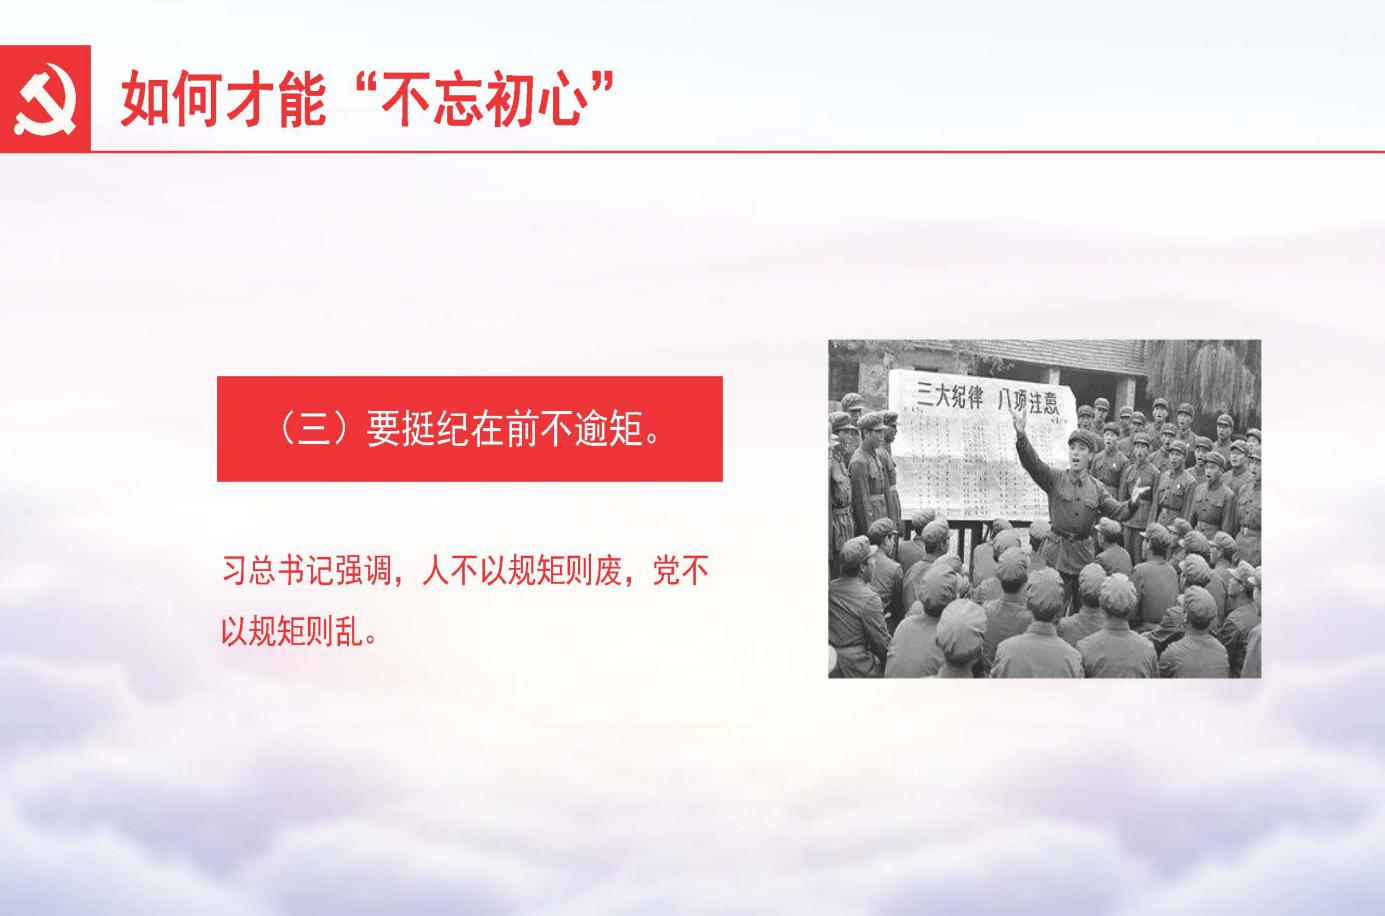 如何才能“不忘初心”
（三）要挺纪在前不逾矩。
习总书记强调，人不以规矩则废，党不
以规矩则乱。
三大纪律 八项注意